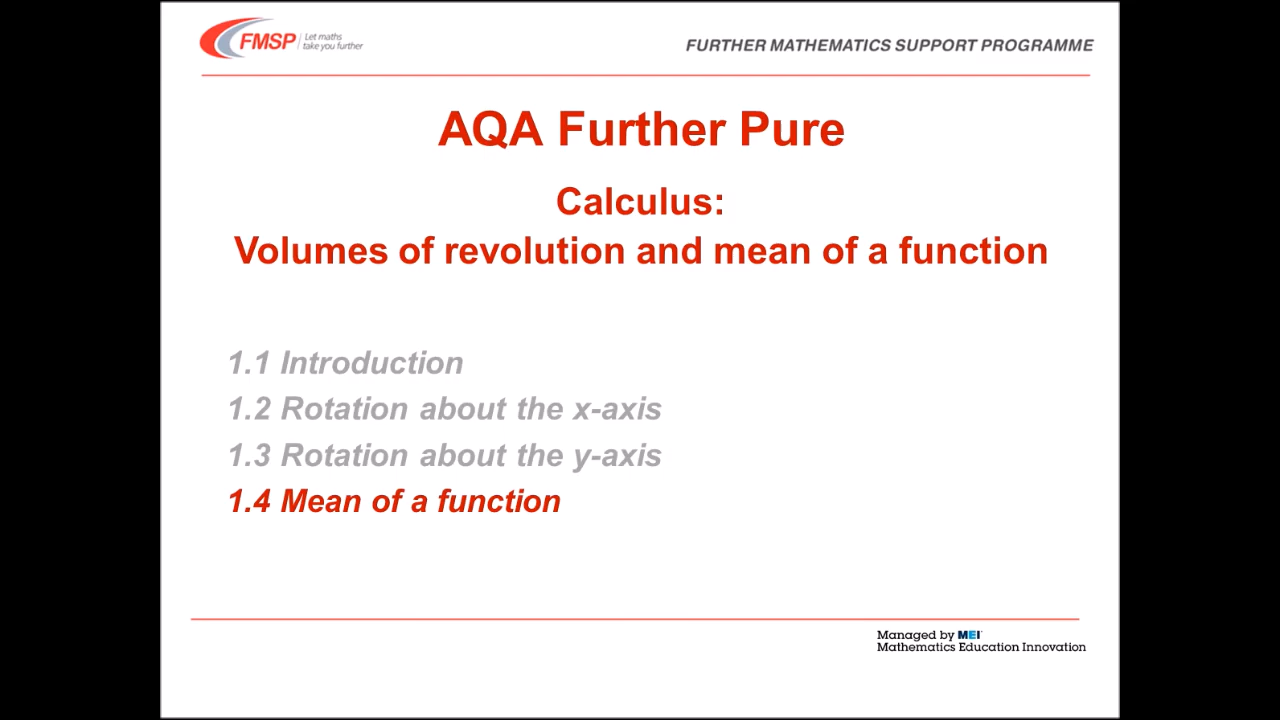 FMSP Let maths
take you further
FURTHER MATHEMATICS SUPPORT PROGRAMME
AQA Further Pure
Calculus:
Volumes of revolution and mean of a function
1.1 Introduction
1.2 Rotation about the x-axis
1.3 Rotation about the y-axis
1.4 Mean of a function
Managed by MEI
Mathematics Education Innovation